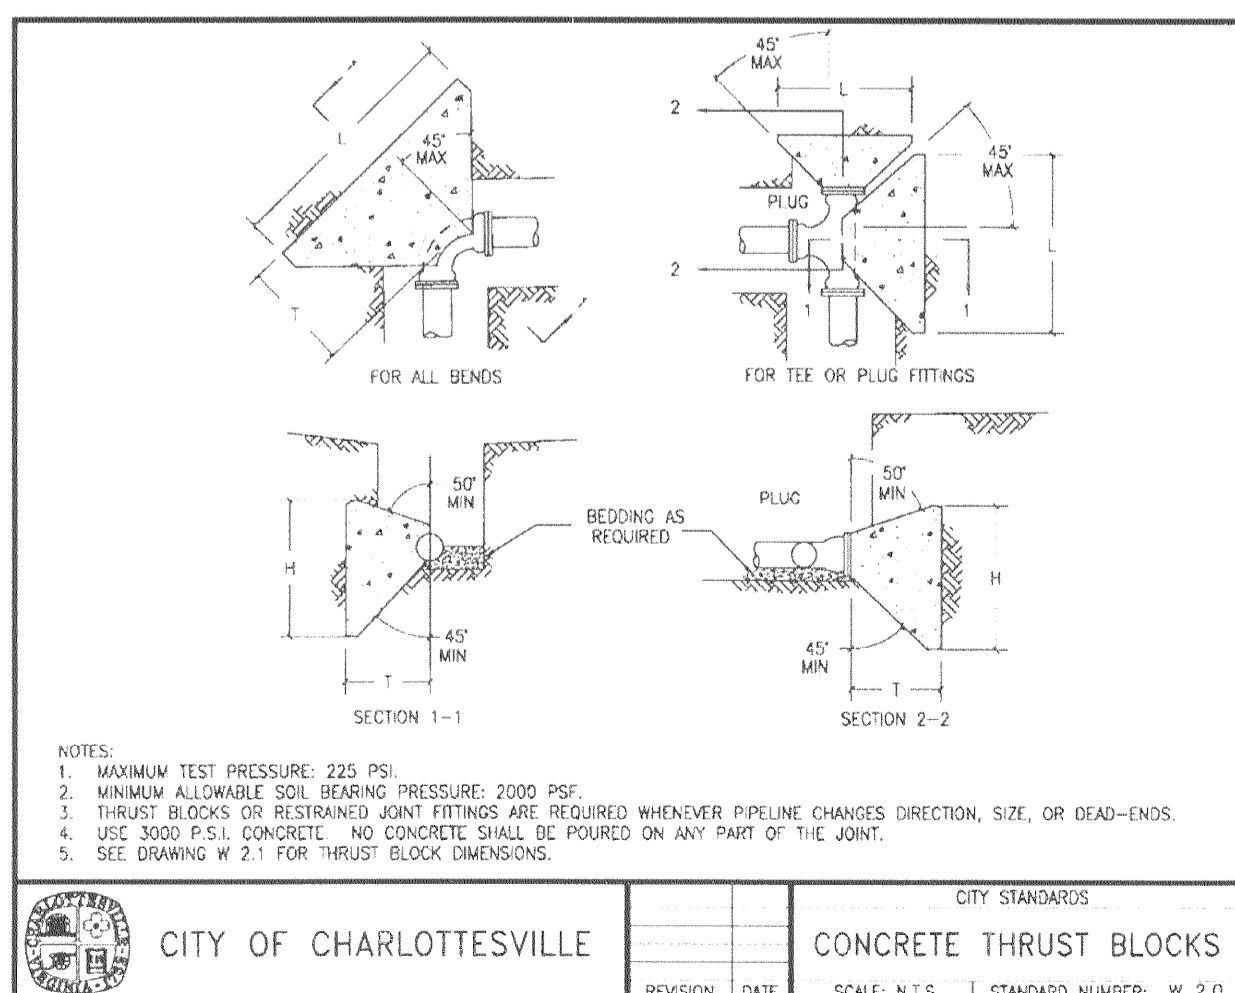 45°
MAX
L
T
FOR ALL BENDS
45°
MAX
L
2
45°
MAX
PLUG
L
2
1
1
FOR TEE OR PLUG FITTINGS
50°
MIN
H
45°
MIN
T
SECTION 1-1
BEDDING AS
REQUIRED
PLUG
50°
MIN
H
45°
MIN
T
SECTION 2-2
NOTES:
1. MAXIMUM TEST PRESSURE: 225 PSI.
2. MINIMUM ALLOWABLE SOIL BEARING PRESSURE: 2000 PSF.
3. THRUST BLOCKS OR RESTRAINED JOINT FITTINGS ARE REQUIRED WHENEVER PIPELINE CHANGES DIRECTION, SIZE, OR DEAD-ENDS.
4. USE 3000 P.S.I. CONCRETE. NO CONCRETE SHALL BE POURED ON ANY PART OF THE JOINT.
5. SEE DRAWING W 2.1 FOR THRUST BLOCK DIMENSIONS.
CHARLOTTESVILLE
VIRGINIA
CITY OF CHARLOTTESVILLE
REVISION DATE
CITY STANDARDS
CONCRETE THRUST BLOCKS
SCALE: N.T.S. STANDARD NUMBER: W 2.0